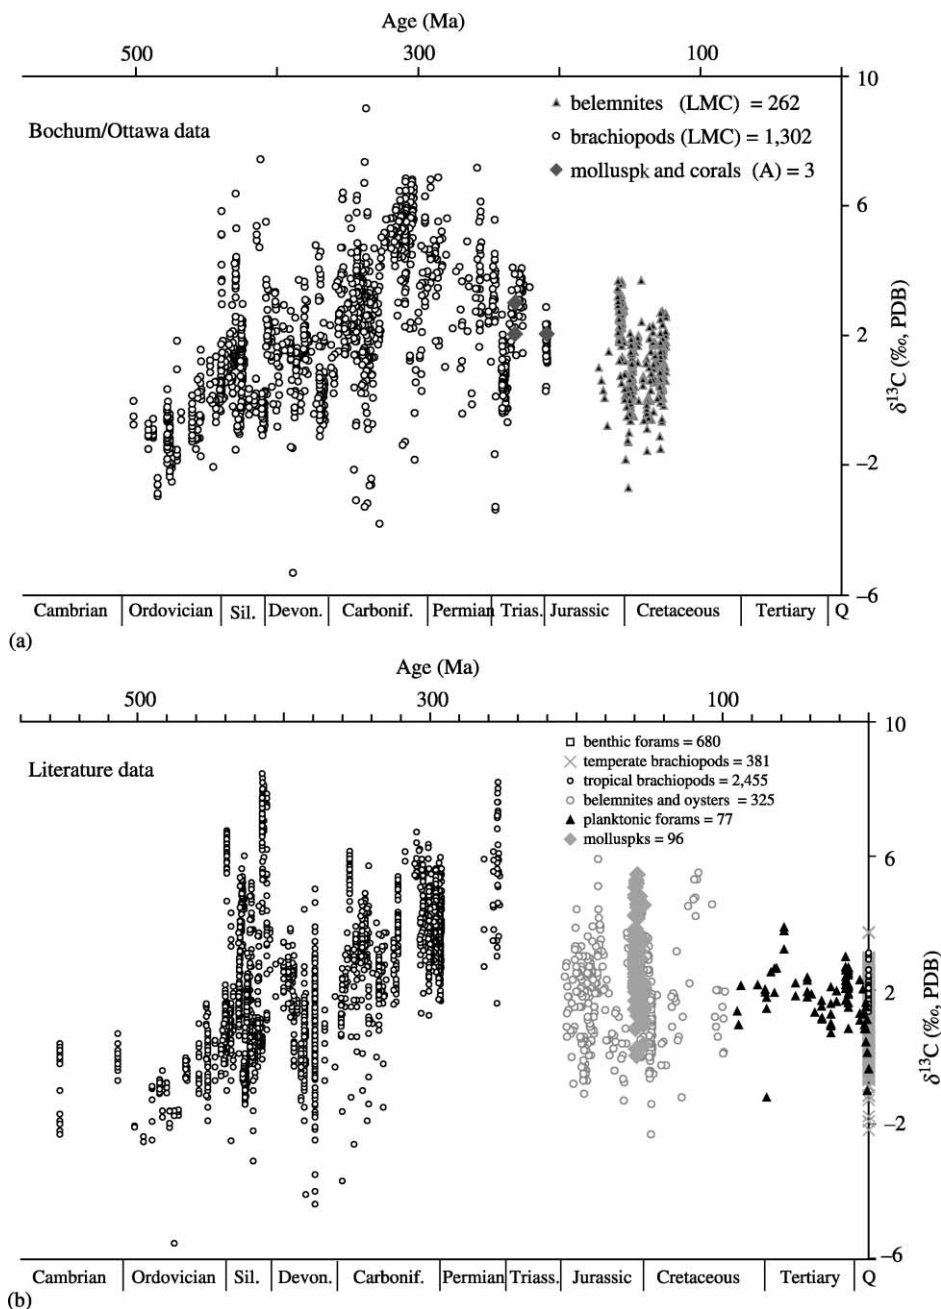 Age (Ma)
500 300 100
10
Bochum/Ottawa data
belemnites (LMC) = 262
brachiopods (LMC) = 1,302
molluspk and corals (A) = 3
6
2
δ¹³C (‰, PDB)
−2
−6
Cambrian Ordovician Sil. Devon. Carbonif. Permian Trias. Jurassic Cretaceous Tertiary Q
(a)
Age (Ma)
500 300 100
10
Literature data
benthic forams = 680
temperate brachiopods = 381
tropical brachiopods = 2,455
belemnites and oysters = 325
planktonic forams = 77
molluspks = 96
6
2
δ¹³C (‰, PDB)
−2
−6
Cambrian Ordovician Sil. Devon. Carbonif. Permian Triass. Jurassic Cretaceous Tertiary Q
(b)